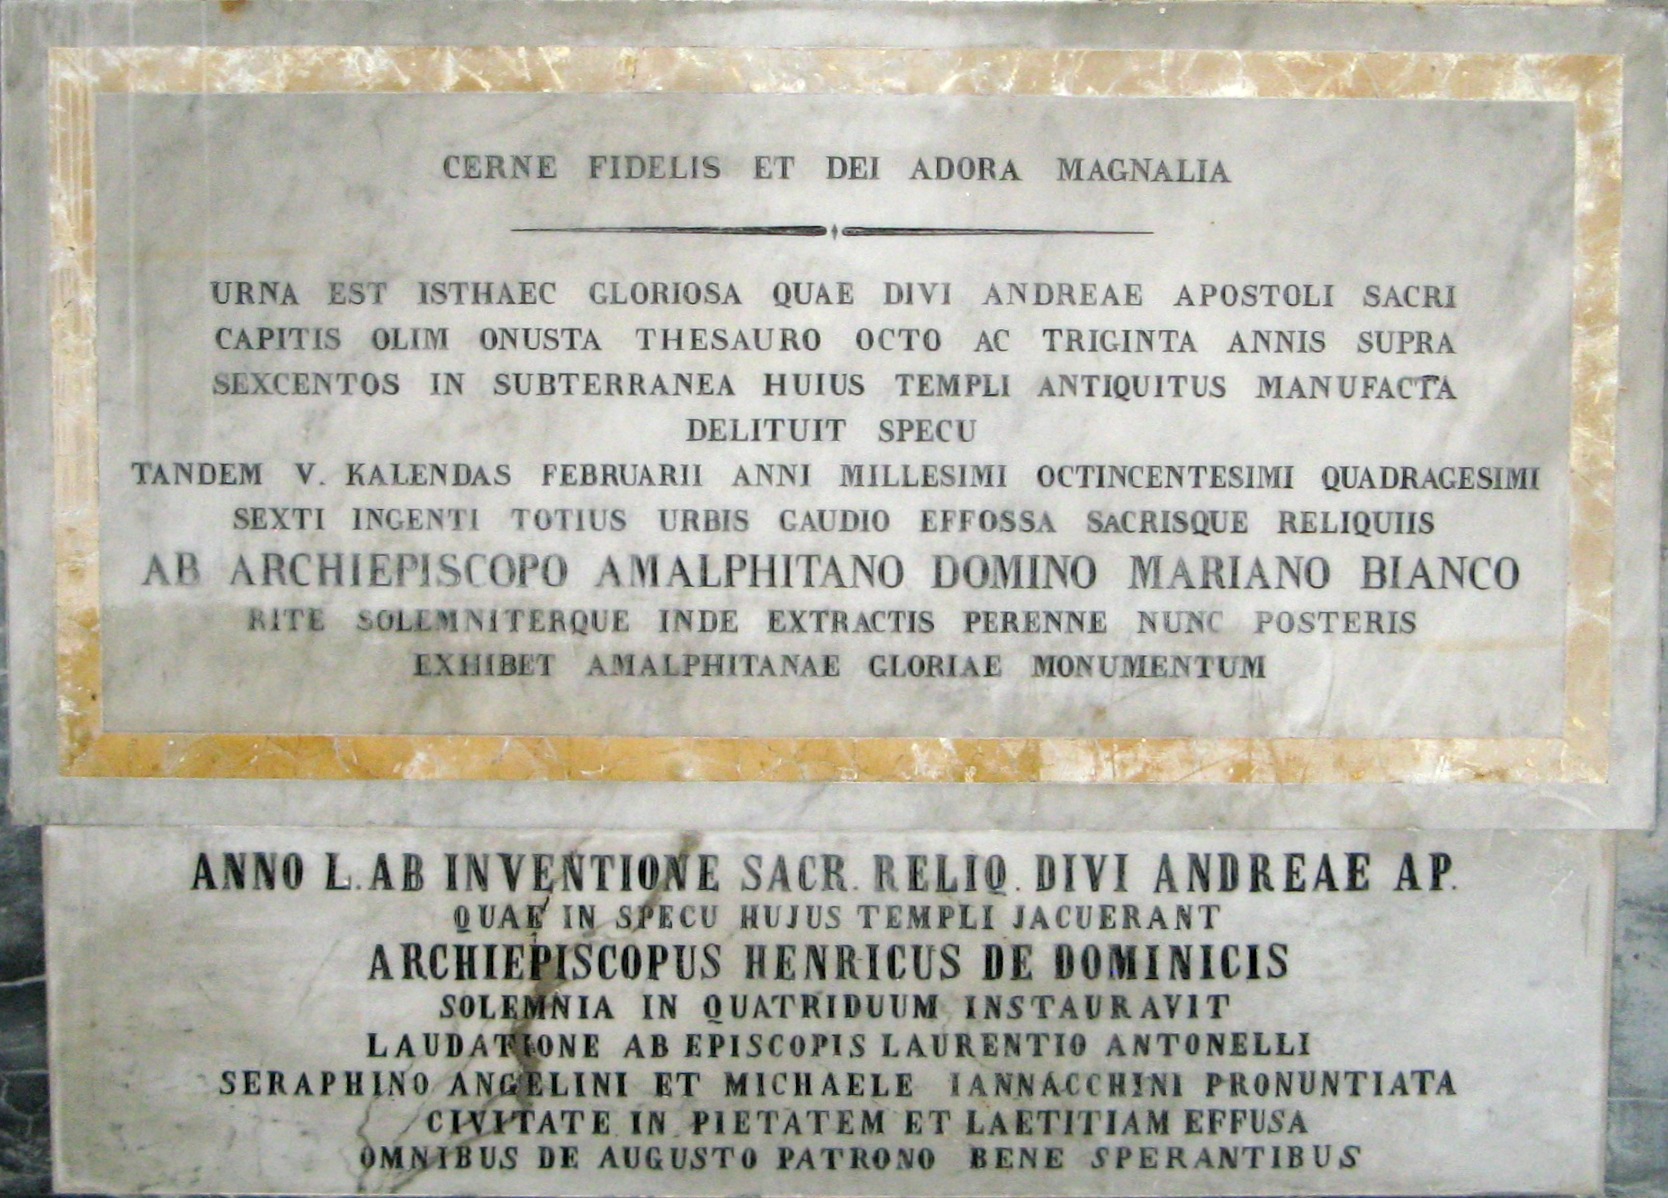 CERNE FIDELIS ET DEI ADORA MAGNALIA
URNA EST ISTHAEC GLORIOSA QUAE DIVI ANDREAE APOSTOLI SACRI
CAPITIS OLIM ONUSTA THESAURO OCTO AC TRIGINTA ANNIS SUPRA
SEXCENTOS IN SUBTERRANEA HUIUS TEMPLI ANTIQUITUS MANUFACTA
DELITUIT SPECU
TANDEM V. KALENDAS FEBRUARII ANNI MILLESIMI OCTINCENTESIMI QUADRAGESIMI
SEXTI INGENTI TOTIUS URBIS GAUDIO EFFOSSA SACRISQUE RELIQUIIS
AB ARCHIEPISCOPO AMALPHITANO DOMINO MARIANO BIANCO
RITE SOLEMNITERQUE INDE EXTRACTIS PERENNE NUNC POSTERIS
EXHIBET AMALPHITANAE GLORIAE MONUMENTUM
ANNO L. AB INVENTIONE SACR. RELIQ. DIVI ANDREAE AP.
QUAE IN SPECU HUJUS TEMPLI JACUERANT
ARCHIEPISCOPUS HENRICUS DE DOMINICIS
SOLEMNIA IN QUATRIDUUM INSTAURAVIT
LAUDATIONE AB EPISCOPIS LAURENTIO ANTONELLI
SERAPHINO ANGELINI ET MICHAELE IANNACCHINI PRONUNTIATA
CIVITATE IN PIETATEM ET LAETITIAM EFFUSA
OMNIBUS DE AUGUSTO PATRONO BENE SPERANTIBUS